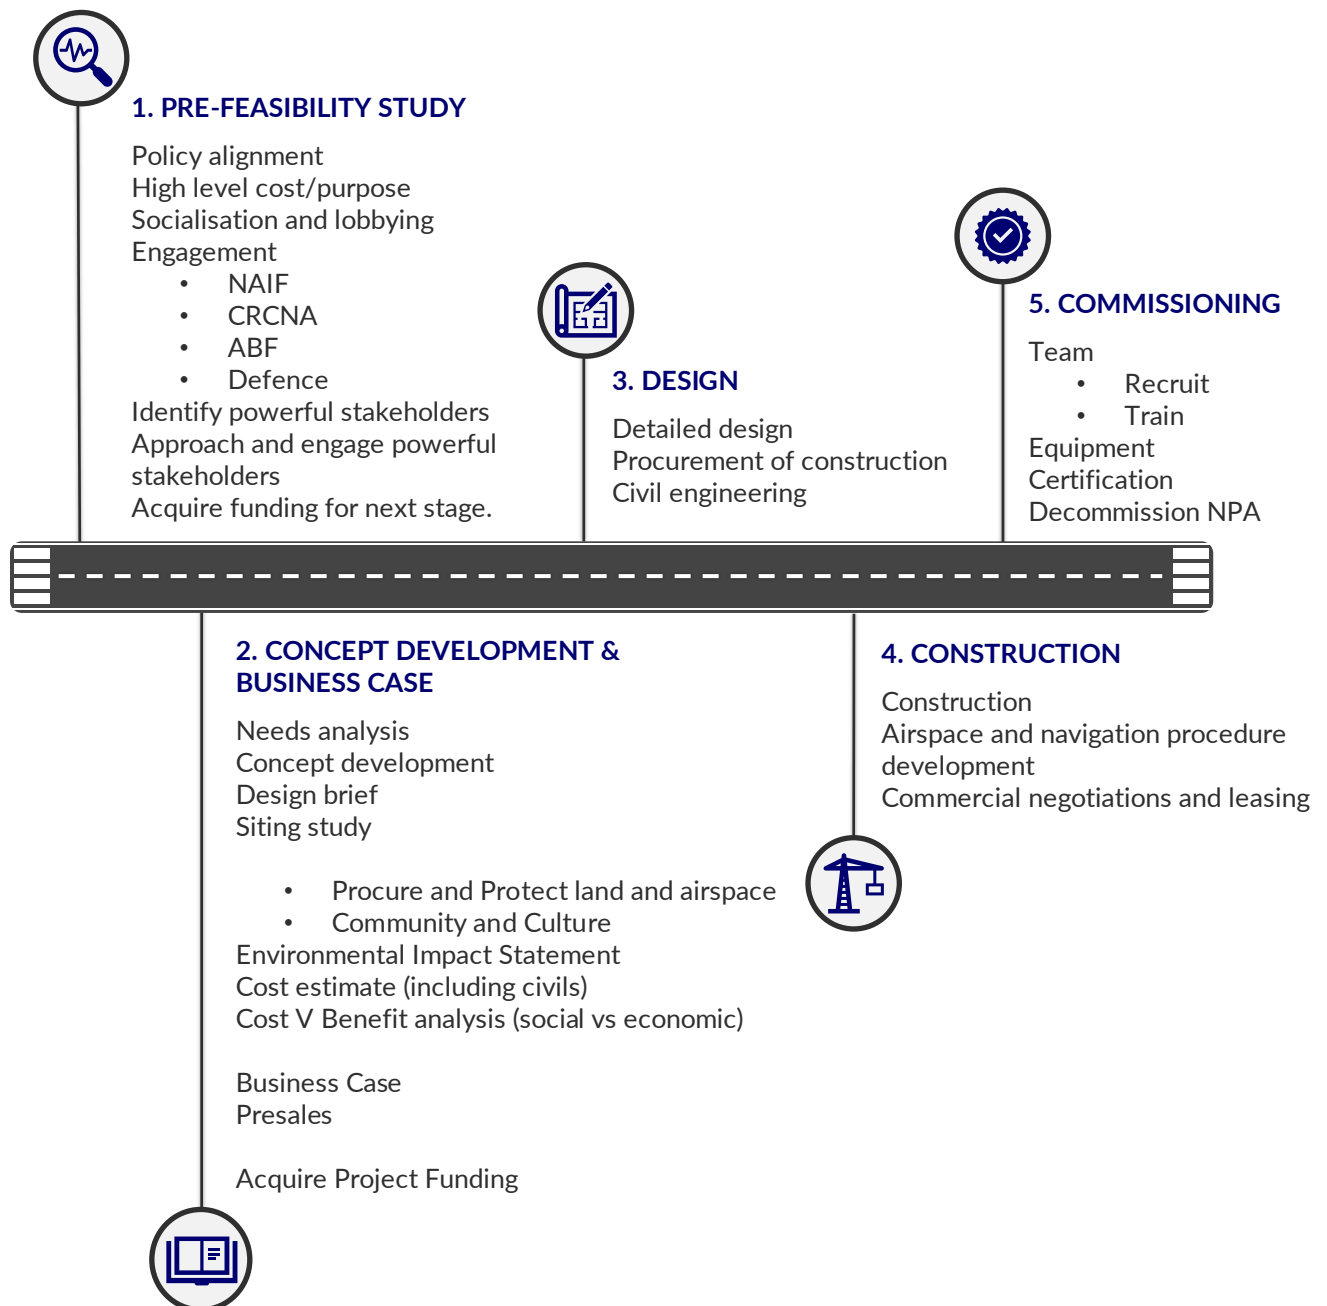 1. PRE-FEASIBILITY STUDY
Policy alignment
High level cost/purpose
Socialisation and lobbying
Engagement
• NAIF
• CRCNA
• ABF
• Defence
Identify powerful stakeholders
Approach and engage powerful
stakeholders
Acquire funding for next stage.
2. CONCEPT DEVELOPMENT &
BUSINESS CASE
Needs analysis
Concept development
Design brief
Siting study
• Procure and Protect land and airspace
• Community and Culture
Environmental Impact Statement
Cost estimate (including civils)
Cost V Benefit analysis (social vs economic)
Business Case
Presales
Acquire Project Funding
3. DESIGN
Detailed design
Procurement of construction
Civil engineering
4. CONSTRUCTION
Construction
Airspace and navigation procedure
development
Commercial negotiations and leasing
5. COMMISSIONING
Team
• Recruit
• Train
Equipment
Certification
Decommission NPA